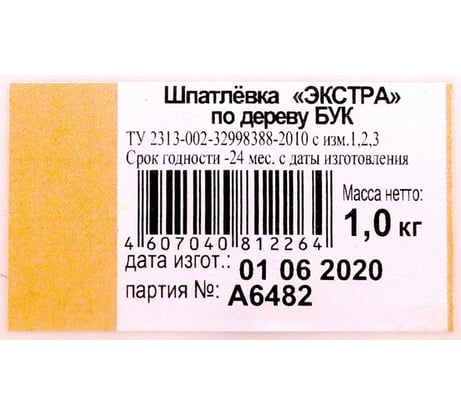 Шпатлёвка «ЭКСТРА»
по дереву БУК
ТУ 2313-002-32998388-2010 с изм.1,2,3
Срок годности -24 мес. с даты изготовления
Масса нетто:
1,0 кг
4 607040 812264
дата изгот.: 01 06 2020
партия №: А6482